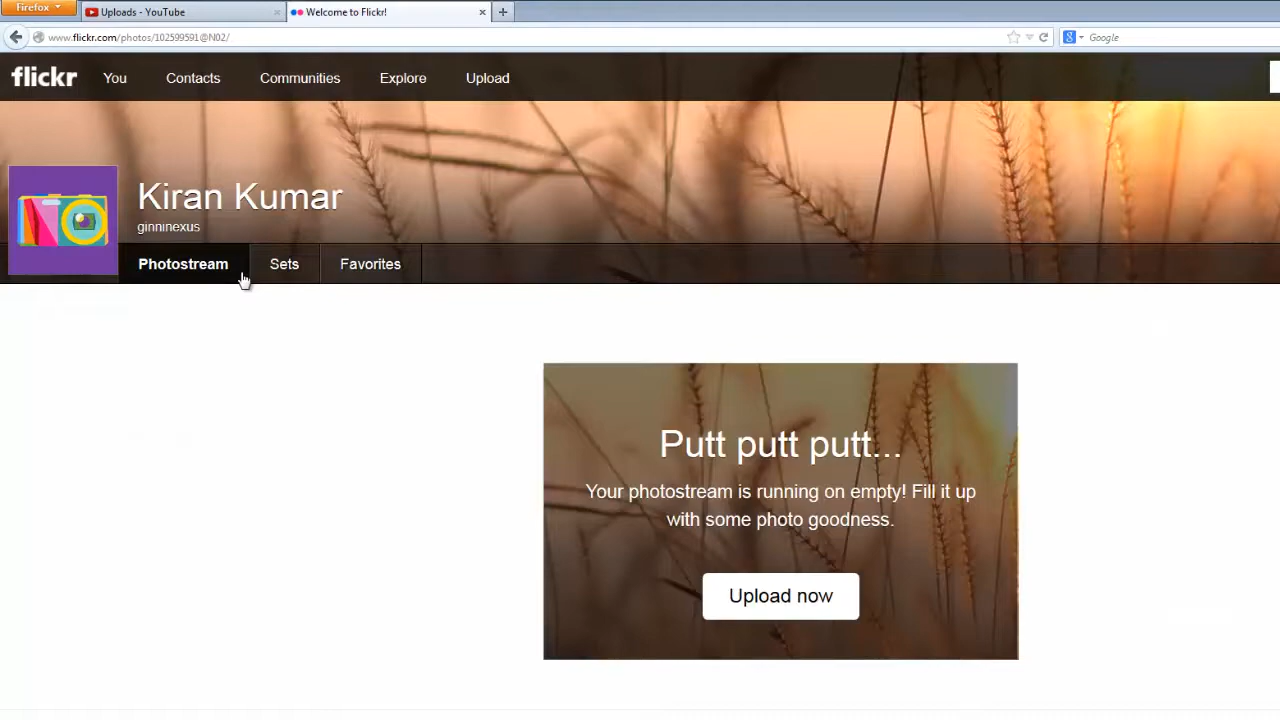 Firefox
Uploads - YouTube
Welcome to Flickr!
www.flickr.com/photos/102599591@N02/
Google
flickr You Contacts Communities Explore Upload
Kiran Kumar
ginninexus
Photostream Sets Favorites
Putt putt putt...
Your photostream is running on empty! Fill it up
with some photo goodness.
Upload now